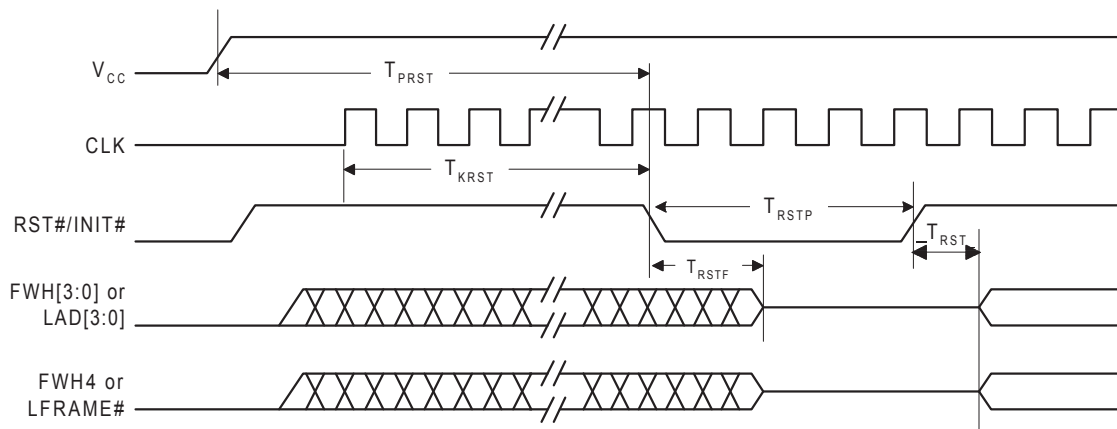 VCC
TPRST
CLK
TKRST
RST#/INIT#
TRSTP
TRST
TRSTF
FWH[3:0] or
LAD[3:0]
FWH4 or
LFRAME#